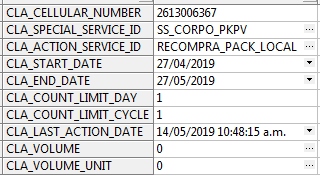 CLA_CELLULAR_NUMBER 2613006367
CLA_SPECIAL_SERVICE_ID SS_CORPO_PKPV ...
CLA_ACTION_SERVICE_ID RECOMPRA_PACK_LOCAL ...
CLA_START_DATE 27/04/2019
CLA_END_DATE 27/05/2019
CLA_COUNT_LIMIT_DAY 1
CLA_COUNT_LIMIT_CYCLE 1
CLA_LAST_ACTION_DATE 14/05/2019 10:48:15 a.m.
CLA_VOLUME 0 ...
CLA_VOLUME_UNIT 0 ...